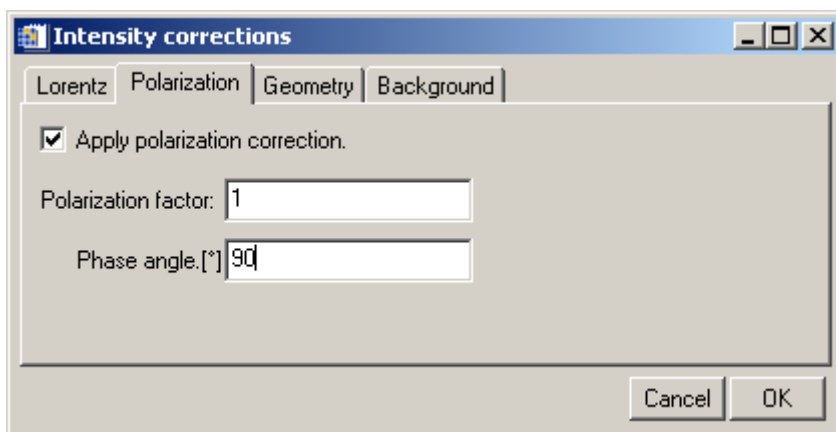 Intensity corrections
Lorentz Polarization Geometry Background
Apply polarization correction.
Polarization factor: 1
Phase angle.[°] 90
Cancel OK